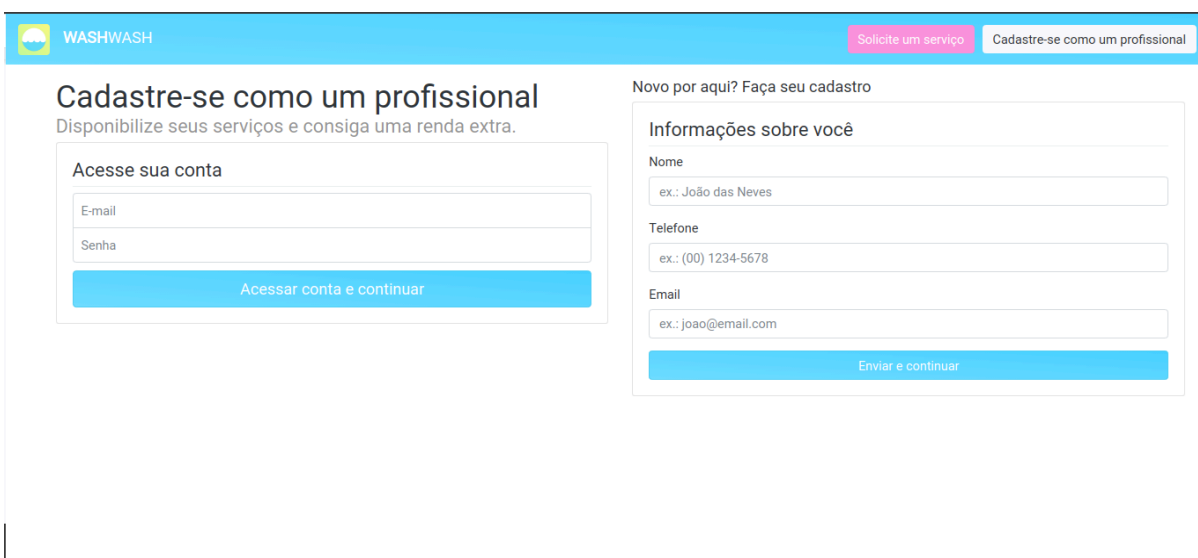 WASHWASH
Solicite um serviço
Cadastre-se como um profissional
Cadastre-se como um profissional
Disponibilize seus serviços e consiga uma renda extra.
Acesse sua conta
E-mail
Senha
Acessar conta e continuar
Novo por aqui? Faça seu cadastro
Informações sobre você
Nome
ex.: João das Neves
Telefone
ex.: (00) 1234-5678
Email
ex.: joao@email.com
Enviar e continuar